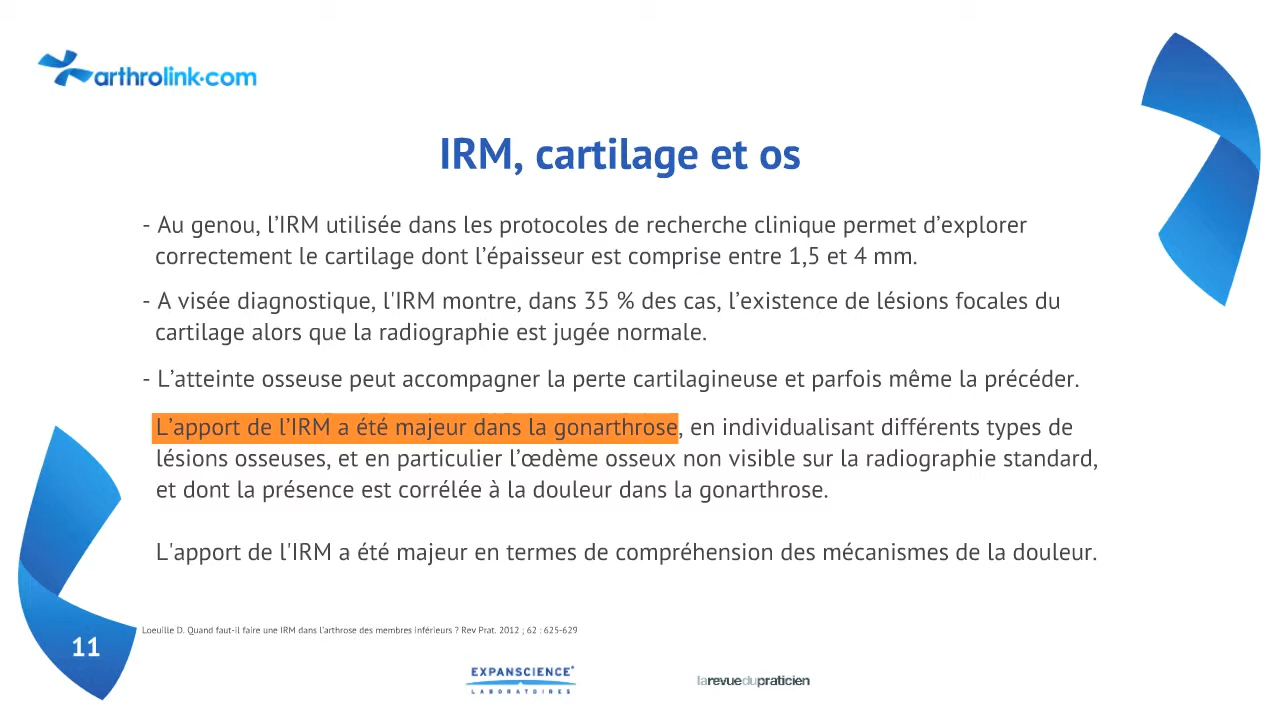 arthrolink.com
IRM, cartilage et os
- Au genou, l’IRM utilisée dans les protocoles de recherche clinique permet d’explorer
correctement le cartilage dont l’épaisseur est comprise entre 1,5 et 4 mm.
- A visée diagnostique, l'IRM montre, dans 35 % des cas, l’existence de lésions focales du
cartilage alors que la radiographie est jugée normale.
- L’atteinte osseuse peut accompagner la perte cartilagineuse et parfois même la précéder.
L’apport de l’IRM a été majeur dans la gonarthrose, en individualisant différents types de
lésions osseuses, et en particulier l’œdème osseux non visible sur la radiographie standard,
et dont la présence est corrélée à la douleur dans la gonarthrose.
L'apport de l'IRM a été majeur en termes de compréhension des mécanismes de la douleur.
Loeuille D. Quand faut-il faire une IRM dans l’arthrose des membres inférieurs ? Rev Prat. 2012 ; 62 : 625-629
11
EXPANSCIENCE
LABORATOIRES
larevuedupraticien